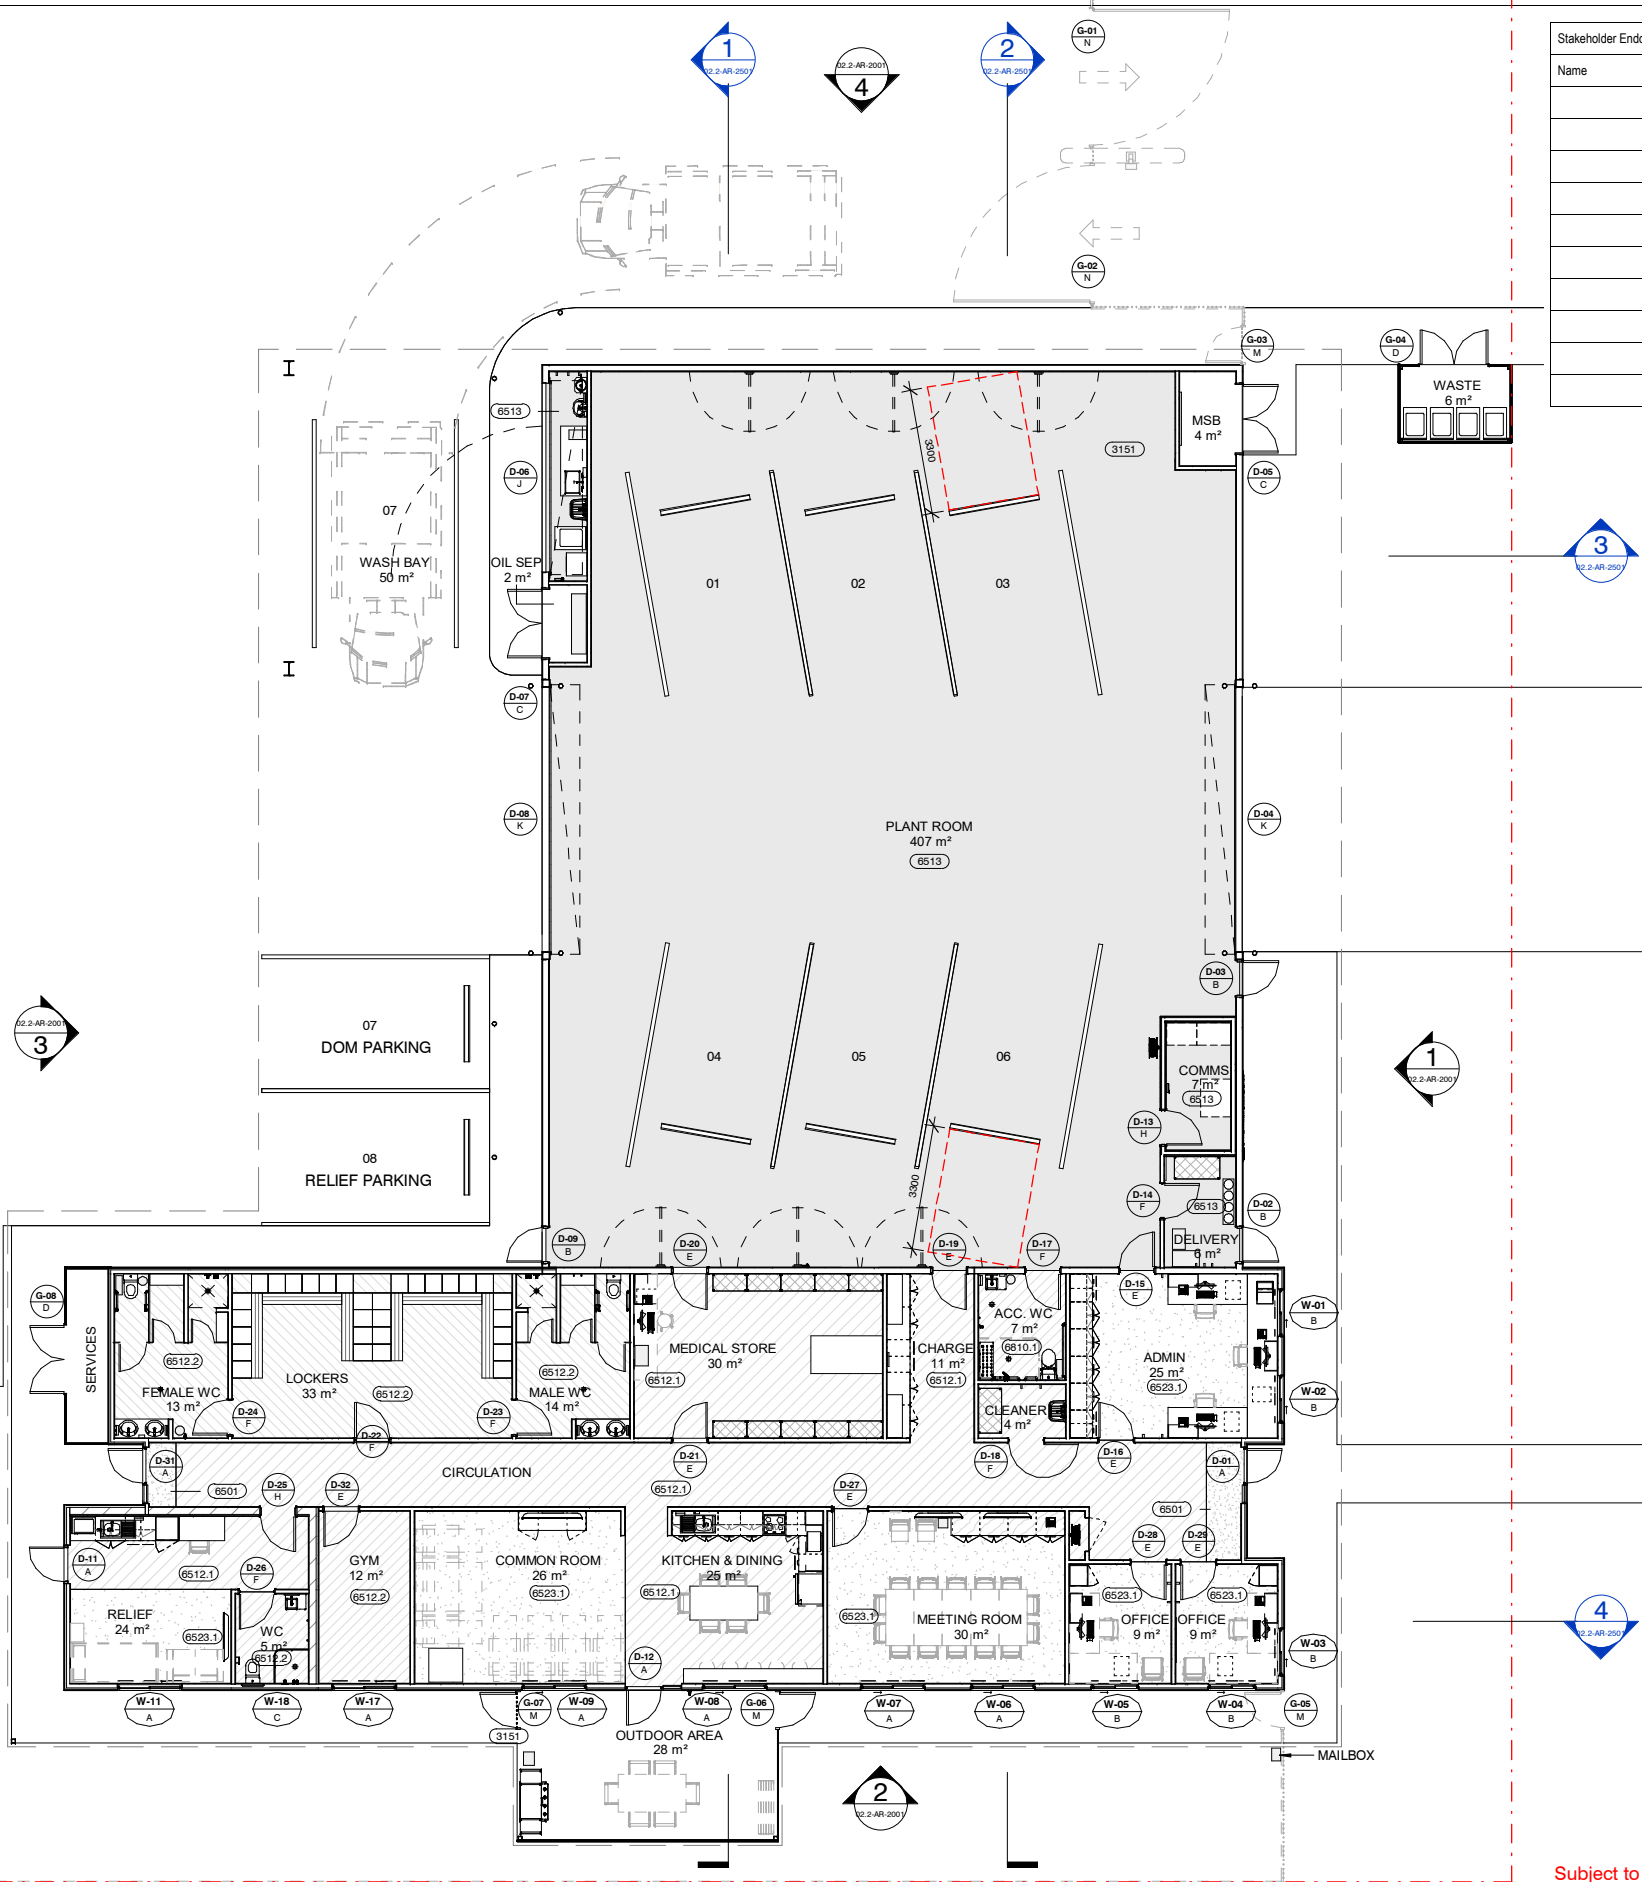 Stakeholder Endo
Name
1
02.2-AR-2501
02.2-AR-2001
4
2
02.2-AR-2501
G-01
N
G-02
N
G-03
M
G-04
D
WASTE
6 m²
MSB
4 m²
3151
6513
D-06
J
D-05
C
3300
07
WASH BAY
50 m²
OIL SEP
2 m²
01
02
03
3
02.2-AR-2501
D-07
C
D-08
K
D-04
K
PLANT ROOM
407 m²
6513
D-03
B
02.2-AR-2001
3
07
DOM PARKING
04
05
06
COMMS
7 m²
6513
1
02.2-AR-2001
D-13
H
08
RELIEF PARKING
3300
D-14
F
6513
D-02
B
DELIVERY
6 m²
D-09
B
D-20
E
D-19
E
D-17
F
D-15
E
G-08
D
SERVICES
W-01
B
ACC. WC
7 m²
6810.1
MEDICAL STORE
30 m²
6512.1
CHARGE
11 m²
6512.1
ADMIN
25 m²
6523.1
6512.2
FEMALE WC
13 m²
LOCKERS
33 m²
6512.2
6512.2
MALE WC
14 m²
W-02
B
CLEANER
4 m²
D-24
F
D-23
F
D-22
F
D-31
A
CIRCULATION
D-21
E
D-18
F
D-16
E
D-01
A
6501
D-25
H
D-32
E
6512.1
D-27
E
6501
D-28
E
D-29
E
D-11
A
6512.1
D-26
F
GYM
12 m²
6512.2
COMMON ROOM
26 m²
6523.1
KITCHEN & DINING
25 m²
6512.1
6523.1
6523.1
RELIEF
24 m²
6523.1
WC
5 m²
6512.2
6523.1
MEETING ROOM
30 m²
OFFICE
9 m²
OFFICE
9 m²
4
02.2-AR-2501
W-03
B
D-12
A
W-11
A
W-18
C
W-17
A
G-07
M
W-09
A
W-08
A
G-06
M
W-07
A
W-06
A
W-05
B
W-04
B
G-05
M
3151
OUTDOOR AREA
28 m²
MAILBOX
2
02.2-AR-2001
Subject to